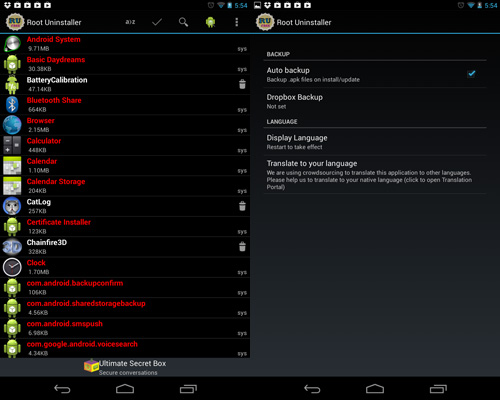 5:54
RU
FREE
Root Uninstaller
a>z
Android System
9.71MB
sys
Basic Daydreams
30.38KB
sys
BatteryCalibration
47.14KB
Bluetooth Share
664KB
sys
Browser
2.15MB
sys
Calculator
448KB
sys
Calendar
1.10MB
sys
Calendar Storage
204KB
sys
CatLog
257KB
Certificate Installer
123KB
sys
Chainfire3D
328KB
Clock
1.70MB
sys
com.android.backupconfirm
106KB
sys
com.android.sharedstoragebackup
4.56KB
sys
com.android.smspush
6.98KB
sys
com.google.android.voicesearch
4.34KB
sys
Ultimate Secret Box
Secure conversations
5:54
RU
Root Uninstaller
BACKUP
Auto backup
Backup .apk files on install/update
Dropbox Backup
Not set
LANGUAGE
Display Language
Restart to take effect
Translate to your language
We are using crowdsourcing to translate this application to other languages.
Please help us to translate to your native language (click to open Translation
Portal)